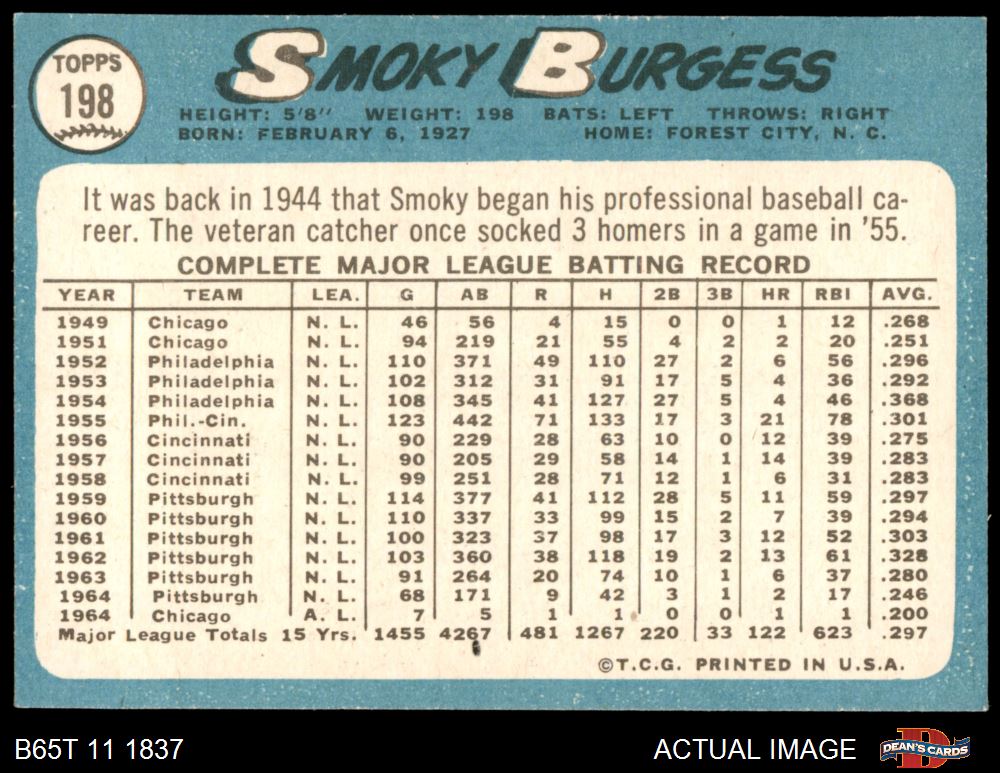 TOPPS
198
SMOKY BURGESS
HEIGHT: 5'8" WEIGHT: 198 BATS: LEFT THROWS: RIGHT
BORN: FEBRUARY 6, 1927 HOME: FOREST CITY, N. C.
It was back in 1944 that Smoky began his professional baseball ca-
reer. The veteran catcher once socked 3 homers in a game in '55.
COMPLETE MAJOR LEAGUE BATTING RECORD
YEAR TEAM LEA. G AB R H 2B 3B HR RBI AVG.
1949 Chicago N. L. 46 56 4 15 0 0 1 12 .268
1951 Chicago N. L. 94 219 21 55 4 2 2 20 .251
1952 Philadelphia N. L. 110 371 49 110 27 2 6 56 .296
1953 Philadelphia N. L. 102 312 31 91 17 5 4 36 .292
1954 Philadelphia N. L. 108 345 41 127 27 5 4 46 .368
1955 Phil.-Cin. N. L. 123 442 71 133 17 3 21 78 .301
1956 Cincinnati N. L. 90 229 28 63 10 0 12 39 .275
1957 Cincinnati N. L. 90 205 29 58 14 1 14 39 .283
1958 Cincinnati N. L. 99 251 28 71 12 1 6 31 .283
1959 Pittsburgh N. L. 114 377 41 112 28 5 11 59 .297
1960 Pittsburgh N. L. 110 337 33 99 15 2 7 39 .294
1961 Pittsburgh N. L. 100 323 37 98 17 3 12 52 .303
1962 Pittsburgh N. L. 103 360 38 118 19 2 13 61 .328
1963 Pittsburgh N. L. 91 264 20 74 10 1 6 37 .280
1964 Pittsburgh N. L. 68 171 9 42 3 1 2 17 .246
1964 Chicago A. L. 7 5 1 1 0 0 1 1 .200
Major League Totals 15 Yrs. 1455 4267 481 1267 220 33 122 623 .297
©T.C.G. PRINTED IN U.S.A.
B65T 11 1837 ACTUAL IMAGE DEAN'S CARDS